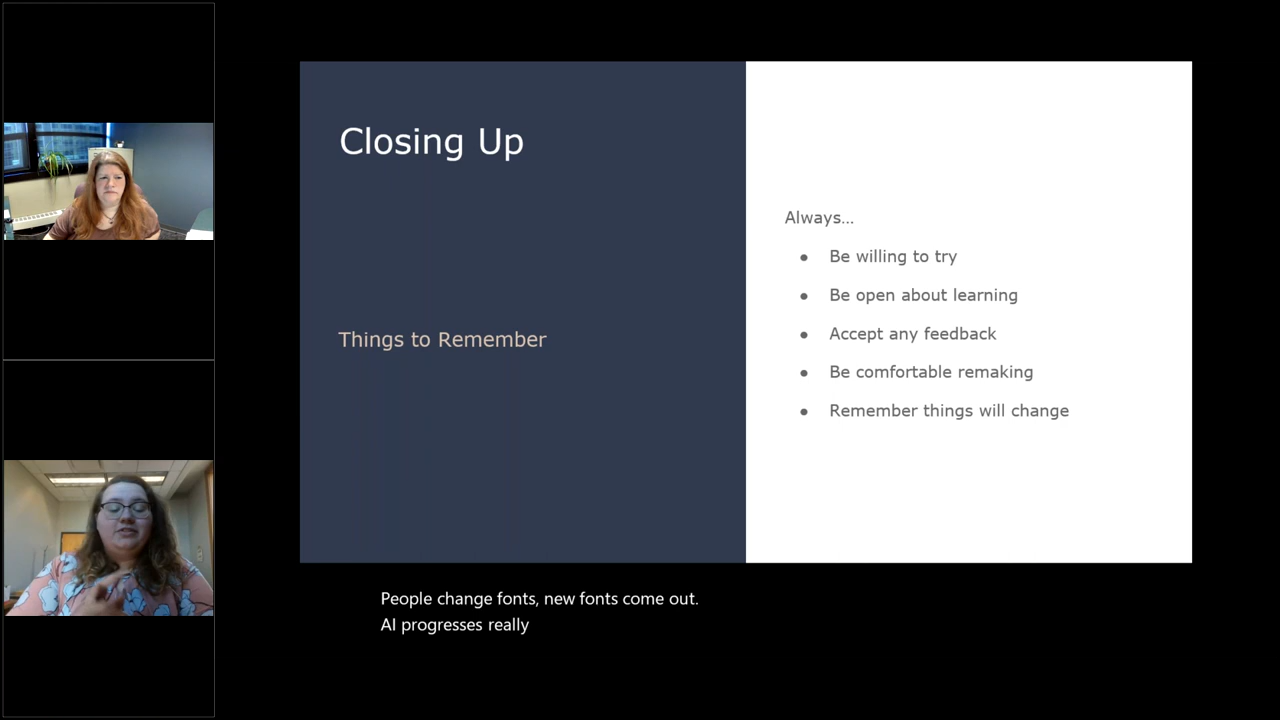 Closing Up
Things to Remember
Always...
● Be willing to try
● Be open about learning
● Accept any feedback
● Be comfortable remaking
● Remember things will change
People change fonts, new fonts come out.
AI progresses really